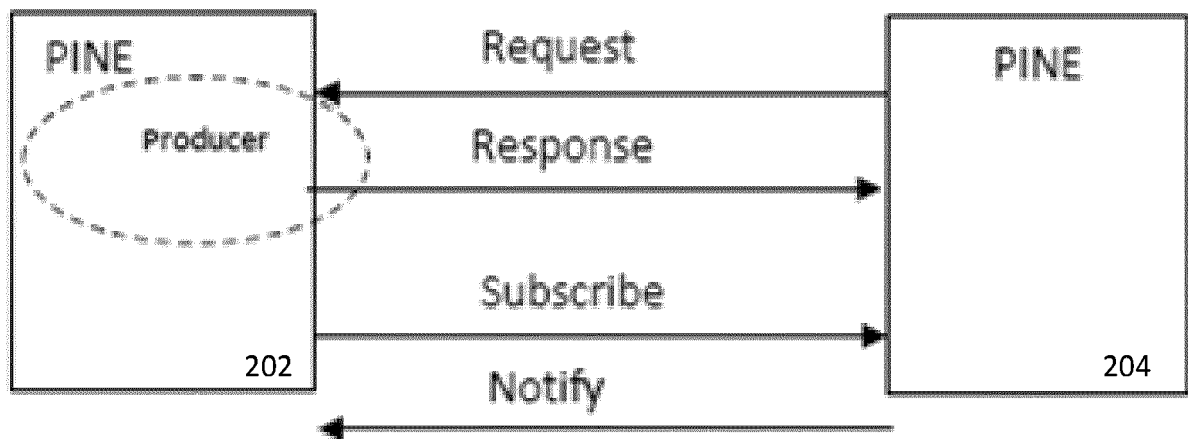 PINE
Request
PINE
Producer
Response
Subscribe
202
204
Notify